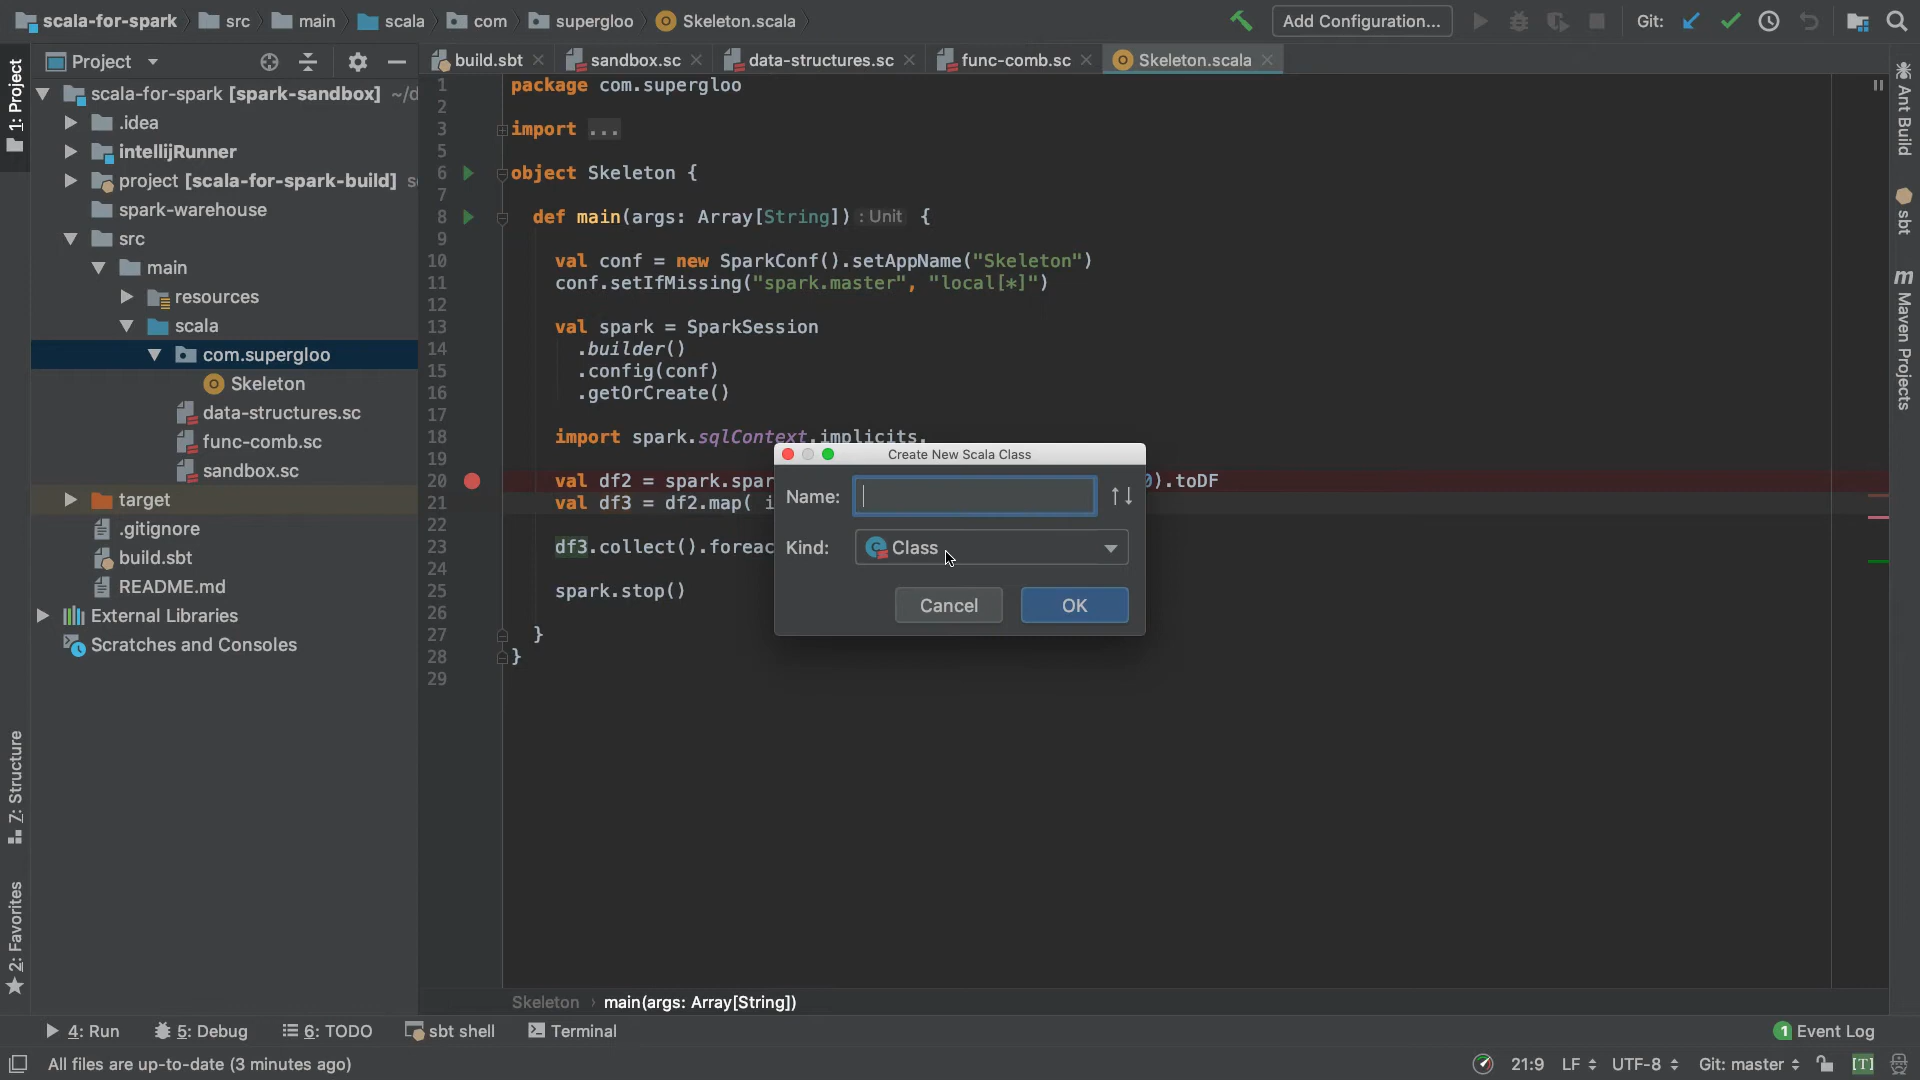 scala-for-spark src main scala com supergloo Skeleton.scala
Add Configuration... Git:
1: Project
Project
scala-for-spark [spark-sandbox] ~/d
.idea
intellijRunner
project [scala-for-spark-build] s
spark-warehouse
src
main
resources
scala
com.supergloo
Skeleton
data-structures.sc
func-comb.sc
sandbox.sc
target
.gitignore
build.sbt
README.md
External Libraries
Scratches and Consoles
7: Structure
2: Favorites
build.sbt sandbox.sc data-structures.sc func-comb.sc Skeleton.scala
1 package com.supergloo
2
3 import ...
5
6 object Skeleton {
7
8 def main(args: Array[String]) : Unit {
9
10 val conf = new SparkConf().setAppName("Skeleton")
11 conf.setIfMissing("spark.master", "local[*]")
12
13 val spark = SparkSession
14 .builder()
15 .config(conf)
16 .getOrCreate()
17
18 import spark.sqlContext.implicits.
19
20 val df2 = spark.spar ).toDF
21 val df3 = df2.map( i
22
23 df3.collect().foreac
24
25 spark.stop()
26
27 }
28 }
29
Create New Scala Class
Name:
Kind: Class
Cancel OK
Ant Build
sbt
m Maven Projects
Skeleton › main(args: Array[String])
4: Run 5: Debug 6: TODO sbt shell Terminal 1 Event Log
All files are up-to-date (3 minutes ago) 21:9 LF UTF-8 Git: master [T]